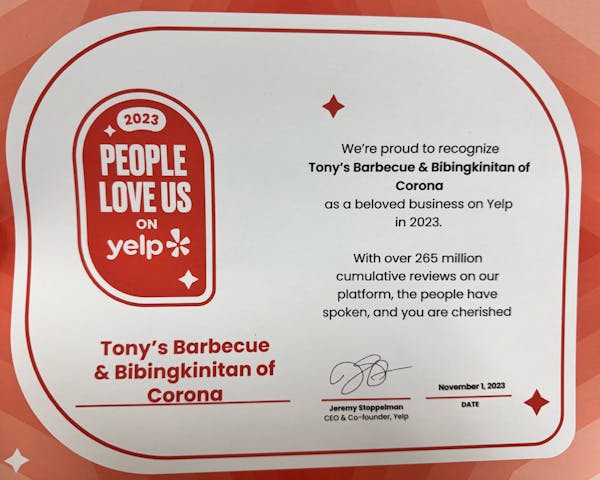 2023
PEOPLE
LOVE US
ON
yelp
Tony's Barbecue
& Bibingkinitan of
Corona
We're proud to recognize
Tony's Barbecue & Bibingkinitan of
Corona
as a beloved business on Yelp
in 2023.
With over 265 million
cumulative reviews on our
platform, the people have
spoken, and you are cherished
Jeremy Stoppelman
CEO & Co-founder, Yelp
November 1, 2023
DATE